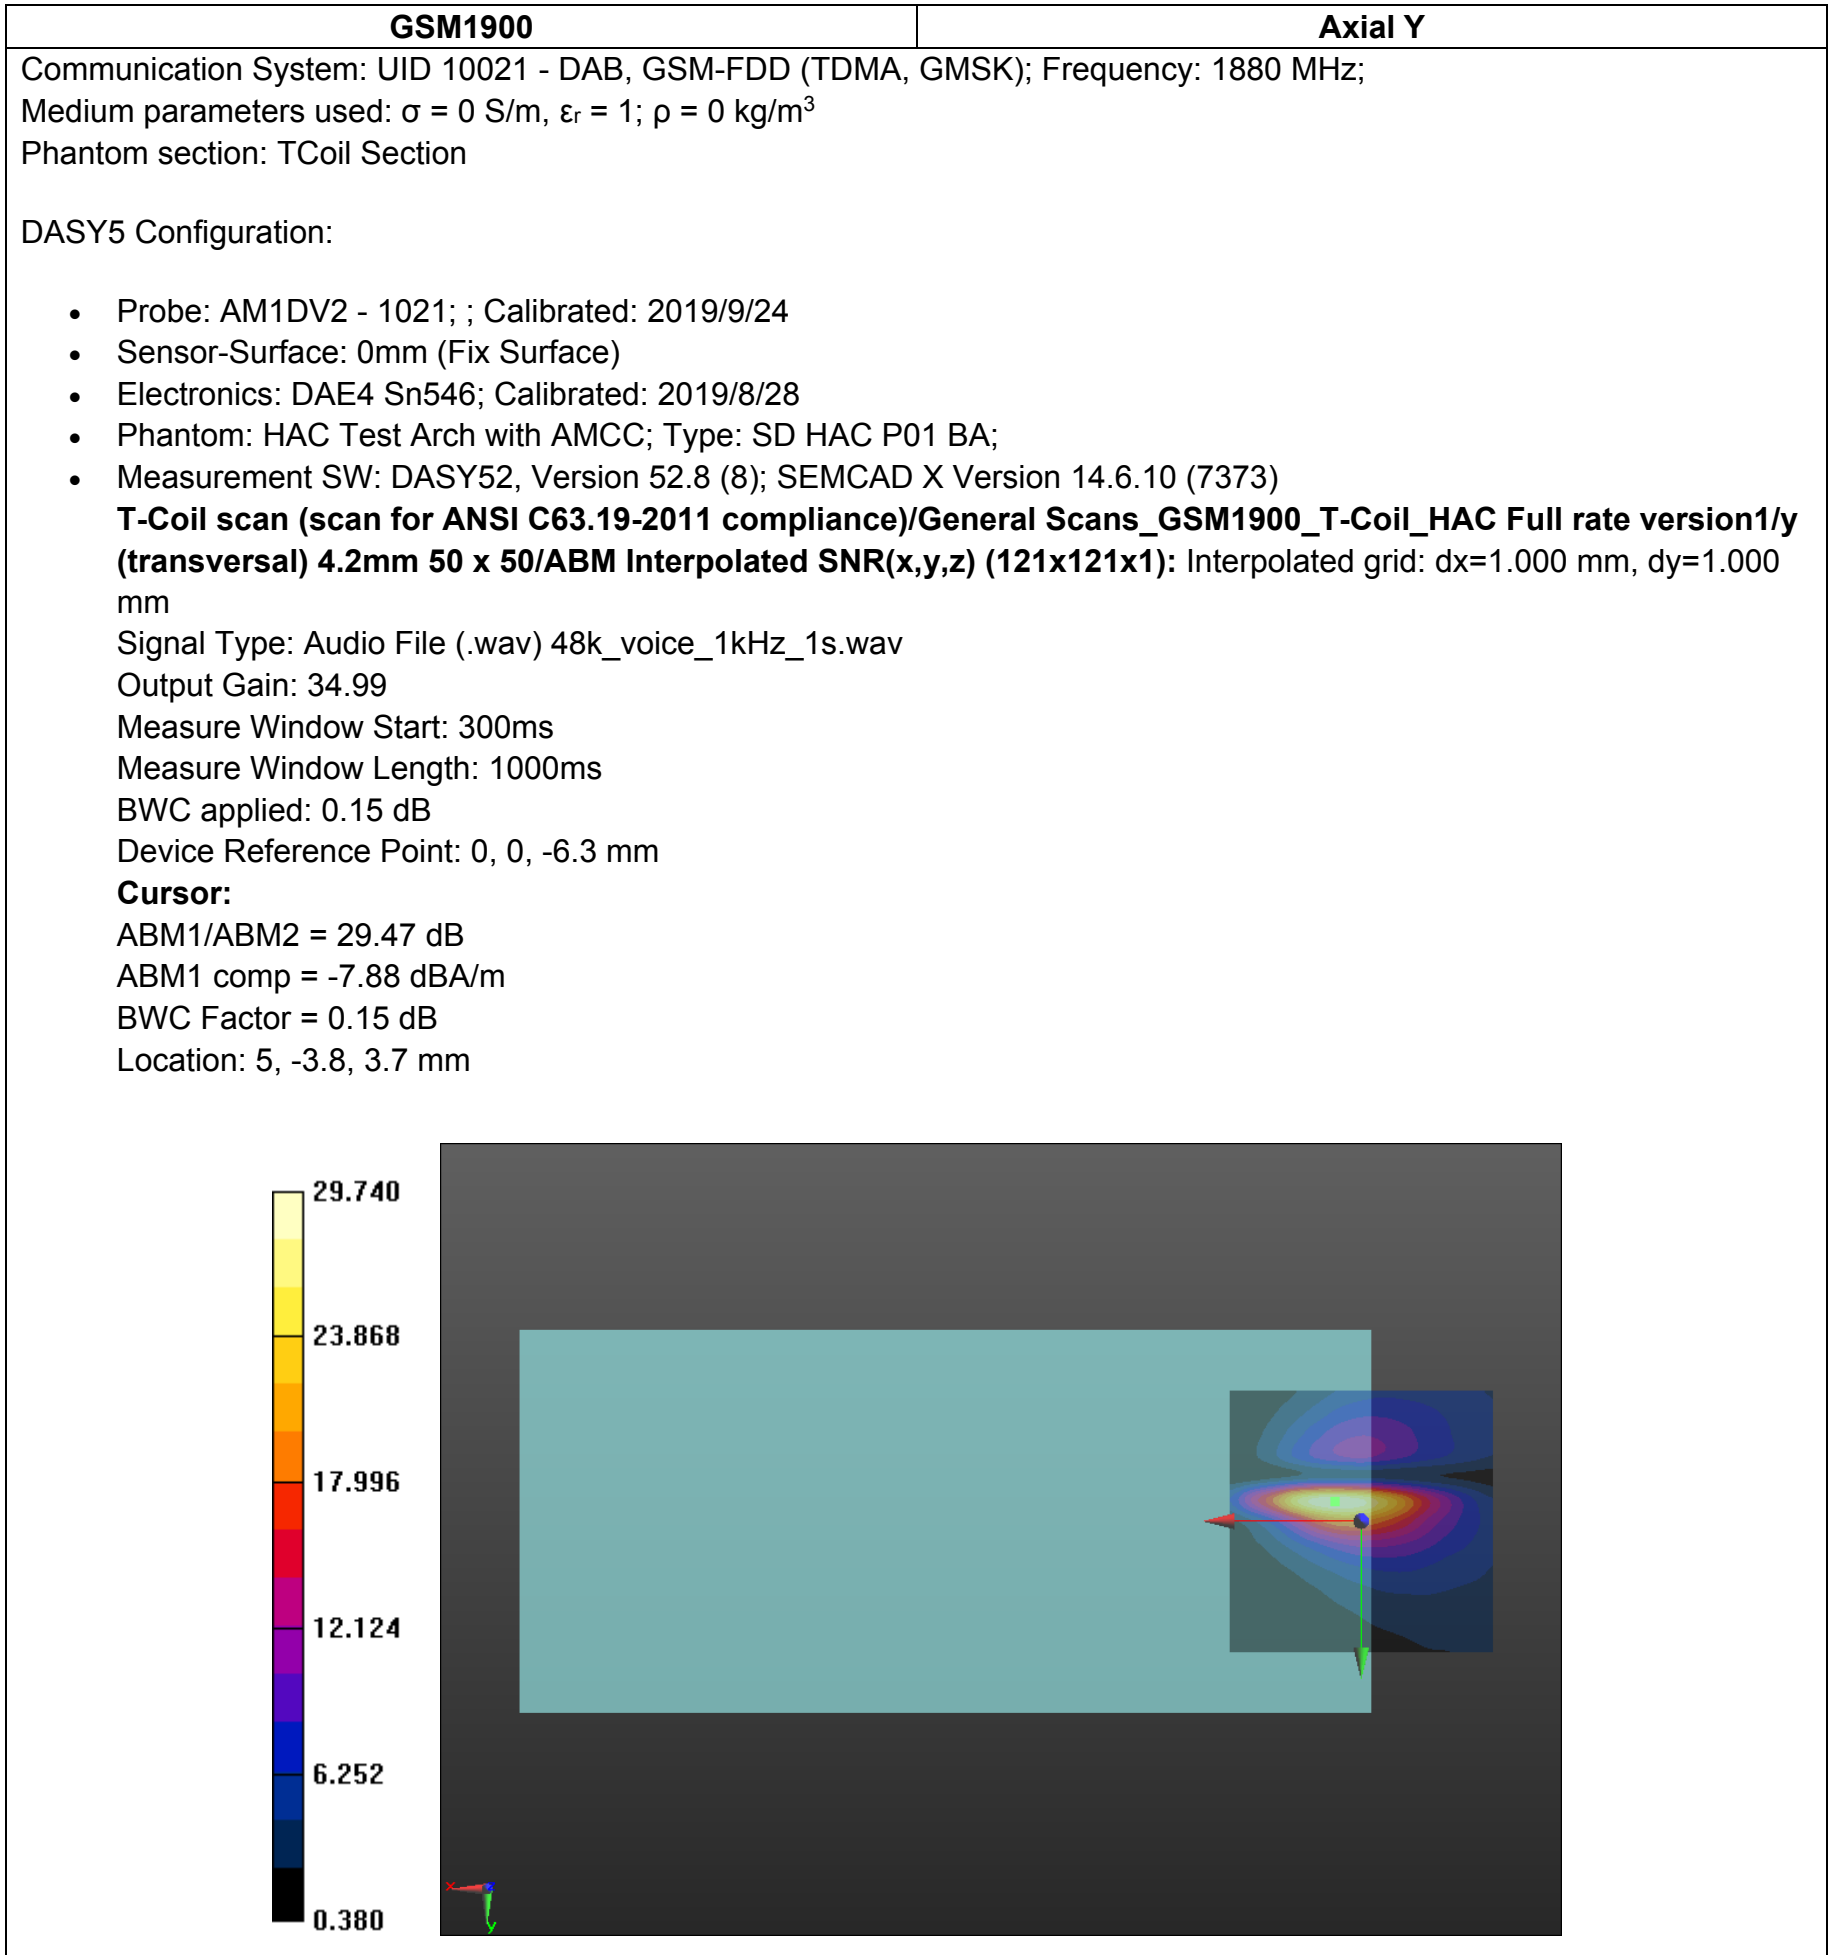 GSM1900 Axial Y
Communication System: UID 10021 - DAB, GSM-FDD (TDMA, GMSK); Frequency: 1880 MHz;
Medium parameters used: σ = 0 S/m, εr = 1; ρ = 0 kg/m³
Phantom section: TCoil Section
DASY5 Configuration:
• Probe: AM1DV2 - 1021; ; Calibrated: 2019/9/24
• Sensor-Surface: 0mm (Fix Surface)
• Electronics: DAE4 Sn546; Calibrated: 2019/8/28
• Phantom: HAC Test Arch with AMCC; Type: SD HAC P01 BA;
• Measurement SW: DASY52, Version 52.8 (8); SEMCAD X Version 14.6.10 (7373)
T-Coil scan (scan for ANSI C63.19-2011 compliance)/General Scans_GSM1900_T-Coil_HAC Full rate version1/y
(transversal) 4.2mm 50 x 50/ABM Interpolated SNR(x,y,z) (121x121x1): Interpolated grid: dx=1.000 mm, dy=1.000
mm
Signal Type: Audio File (.wav) 48k_voice_1kHz_1s.wav
Output Gain: 34.99
Measure Window Start: 300ms
Measure Window Length: 1000ms
BWC applied: 0.15 dB
Device Reference Point: 0, 0, -6.3 mm
Cursor:
ABM1/ABM2 = 29.47 dB
ABM1 comp = -7.88 dBA/m
BWC Factor = 0.15 dB
Location: 5, -3.8, 3.7 mm
29.740
23.868
17.996
12.124
6.252
0.380
x z
y